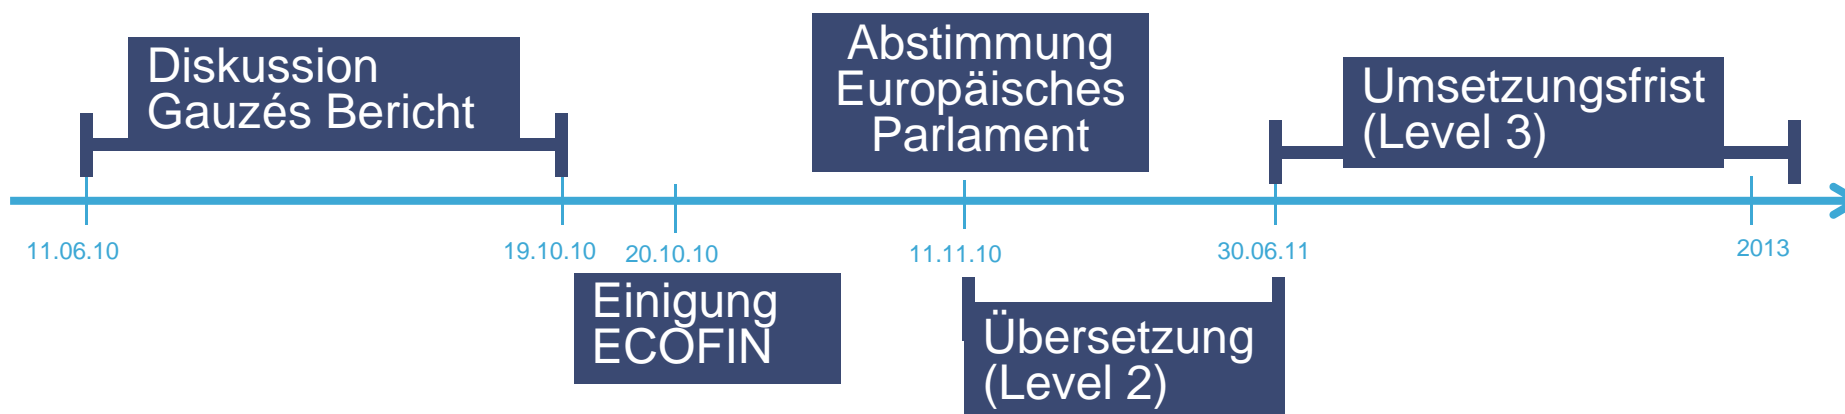 Diskussion
Gauzés Bericht
Abstimmung
Europäisches
Parlament
Umsetzungsfrist
(Level 3)
11.06.10
19.10.10
20.10.10
11.11.10
30.06.11
2013
Einigung
ECOFIN
Übersetzung
(Level 2)